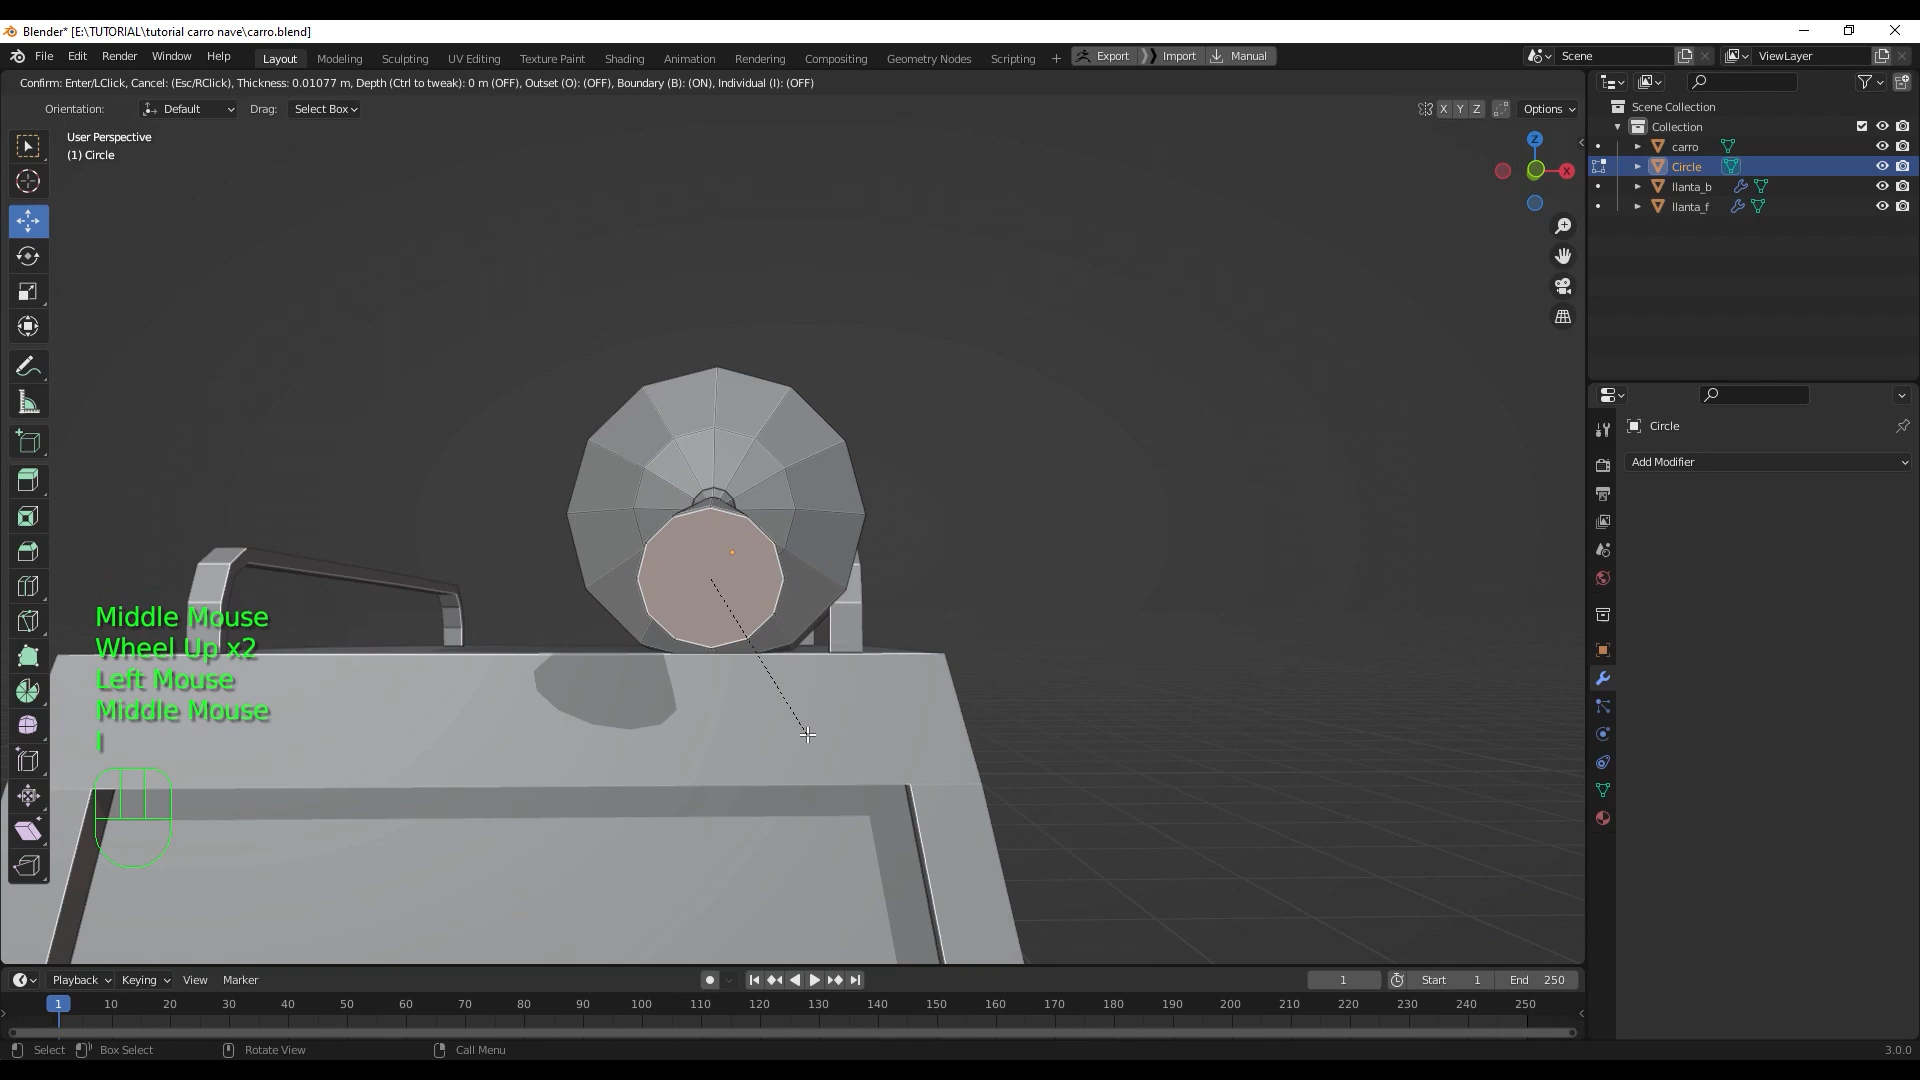 Blender* [E:\TUTORIAL\tutorial carro nave\carro.blend]
File Edit Render Window Help Layout Modeling Sculpting UV Editing Texture Paint Shading Animation Rendering Compositing Geometry Nodes Scripting + Export Import Manual Scene ViewLayer
Confirm: Enter/LClick, Cancel: (Esc/RClick), Thickness: 0.01077 m, Depth (Ctrl to tweak): 0 m (OFF), Outset (O): (OFF), Boundary (B): (ON), Individual (I): (OFF)
Orientation: Default Drag: Select Box X Y Z Options
User Perspective
(1) Circle
Z
X
Scene Collection
Collection
carro
Circle
llanta_b
llanta_f
Circle
Add Modifier
Middle Mouse
Wheel Up x2
Left Mouse
Middle Mouse
I
Playback Keying View Marker 1 Start 1 End 250
1 10 20 30 40 50 60 70 80 90 100 110 120 130 140 150 160 170 180 190 200 210 220 230 240 250
Select Box Select Rotate View Call Menu 3.0.0